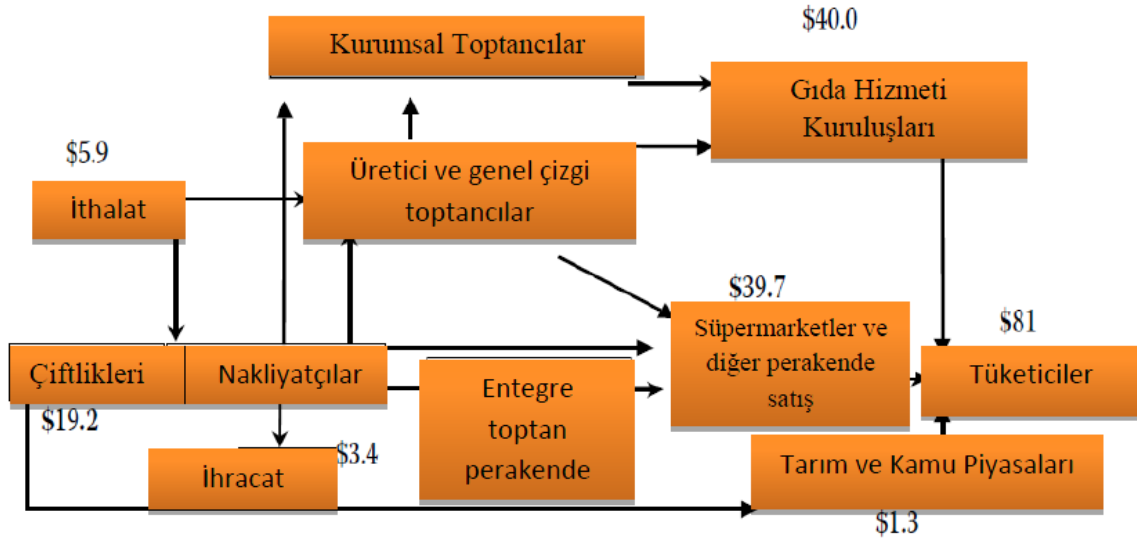 $40.0
Kurumsal Toptancılar
Gıda Hizmeti
Kuruluşları
$5.9
Üretici ve genel çizgi
toptancılar
İthalat
$39.7
Süpermarketler ve
diğer perakende
satış
$81
Çiftlikleri
Nakliyatçılar
Entegre
toptan
perakende
Tüketiciler
$19.2
$3.4
İhracat
Tarım ve Kamu Piyasaları
$1.3